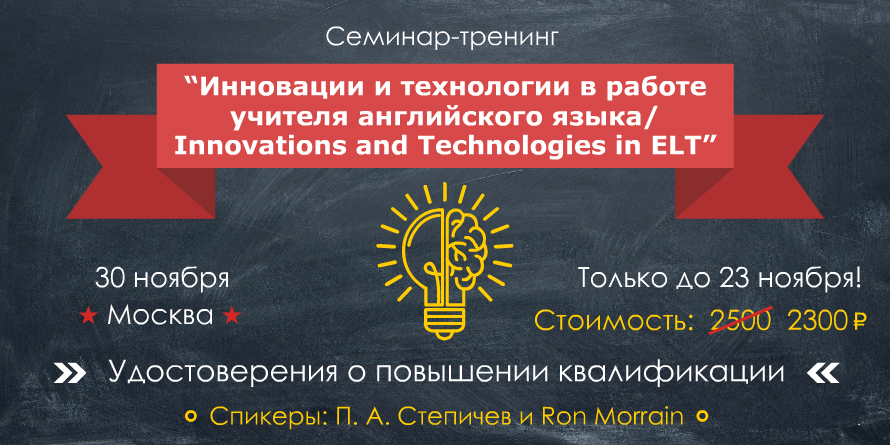 Семинар-тренинг
“Инновации и технологии в работе
учителя английского языка/
Innovations and Technologies in ELT”
30 ноября
Москва
Только до 23 ноября!
Стоимость: 2500 2300 ₽
Удостоверения о повышении квалификации
Спикеры: П. А. Степичев и Ron Morrain